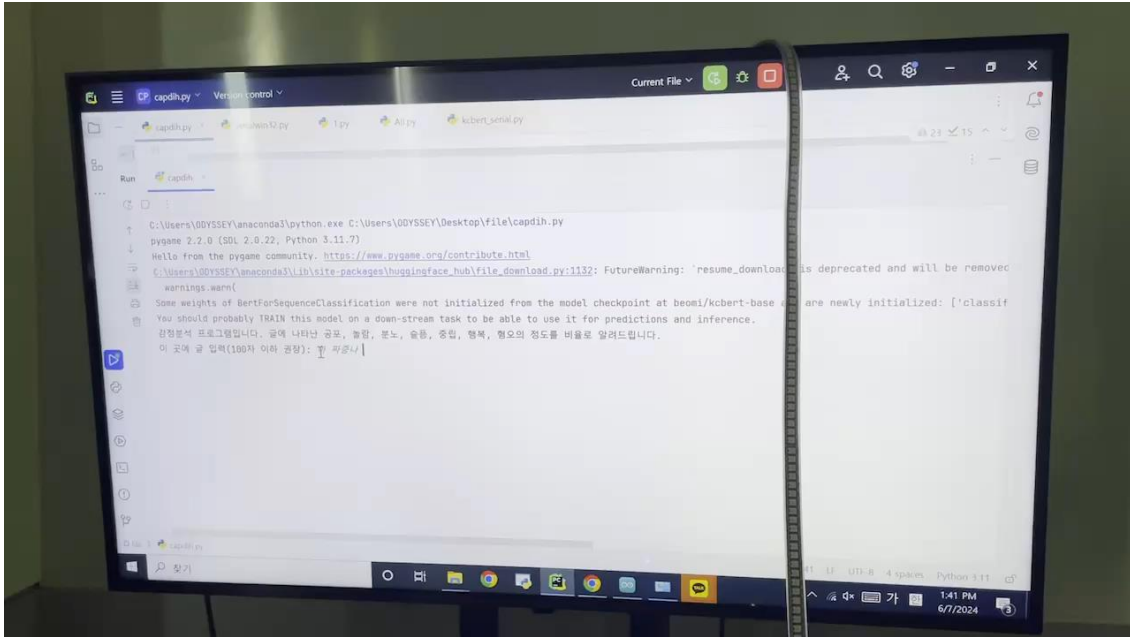 CP capdih.py Version control Current File
capdih.py 1.py All.py kcbert_serial.py
15
Run capdih
C:\Users\ODYSSEY\anaconda3\python.exe C:\Users\ODYSSEY\Desktop\file\capdih.py
pygame 2.2.0 (SDL 2.0.22, Python 3.11.7)
Hello from the pygame community. https://www.pygame.org/contribute.html
C:\Users\ODYSSEY\anaconda3\Lib\site-packages\huggingface_hub\file_download.py:1132: FutureWarning: `resume_download` is deprecated and will be removed
warnings.warn(
Some weights of BertForSequenceClassification were not initialized from the model checkpoint at beomi/kcbert-base are newly initialized: ['classif
You should probably TRAIN this model on a down-stream task to be able to use it for predictions and inference.
감정분석 프로그램입니다. 글에 나타난 공포, 놀람, 분노, 슬픔, 중립, 행복, 혐오의 정도를 비율로 알려드립니다.
이 곳에 글 입력(100자 이하 권장):
capdih.py
LF UTF-8 4 spaces Python 3.11
찾기
가 1:41 PM
6/7/2024 3